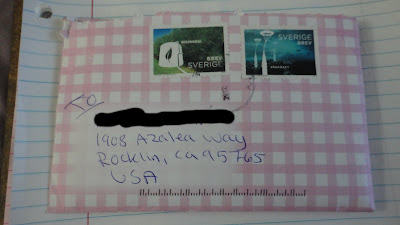 SVERIGE
BREV
SVERIGE BREV
TO
1908 Azalea Way
Rocklin, Ca 95765
USA